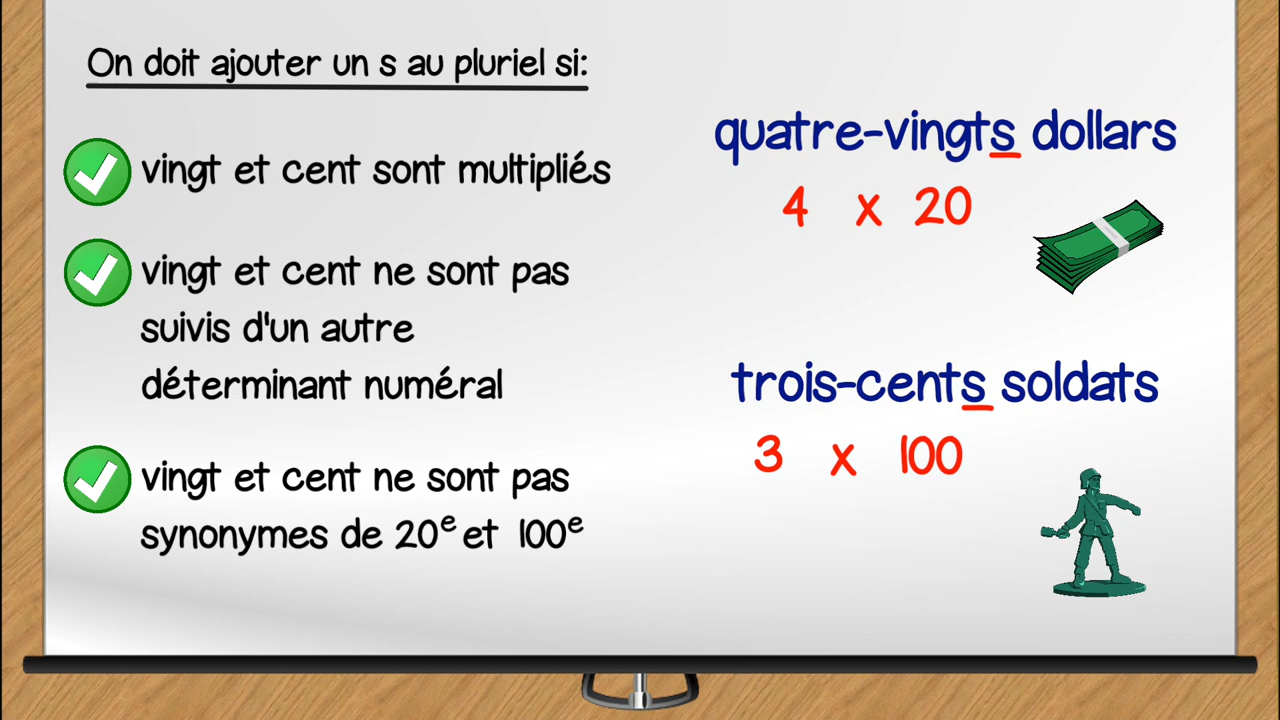 On doit ajouter un s au pluriel si:
vingt et cent sont multipliés
vingt et cent ne sont pas
suivis d'un autre
déterminant numéral
vingt et cent ne sont pas
synonymes de 20e et 100e
quatre-vingts dollars
4 x 20
trois-cents soldats
3 x 100